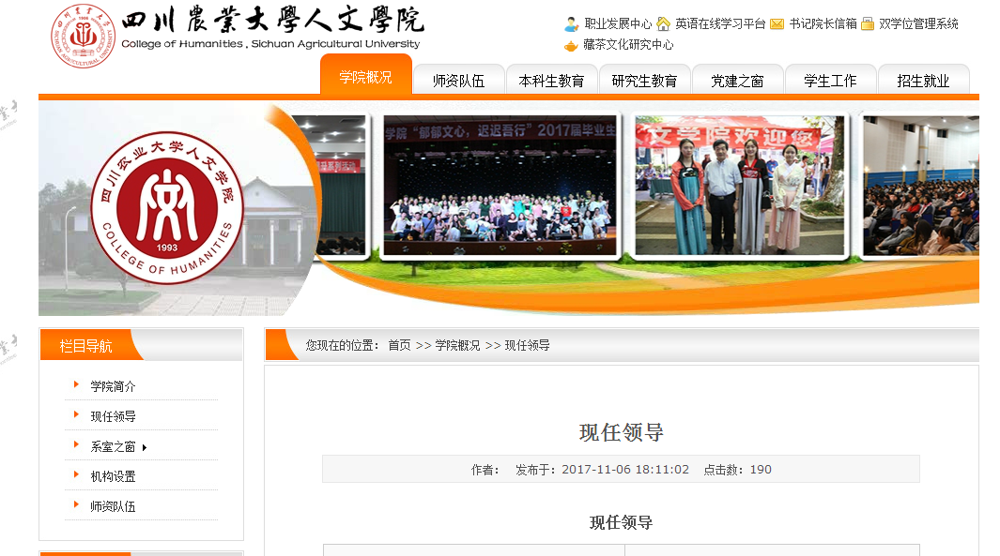 四川農業大學人文學院
College of Humanities, Sichuan Agricultural University
职业发展中心 英语在线学习平台 书记院长信箱 双学位管理系统
藏茶文化研究中心
学院概况 师资队伍 本科生教育 研究生教育 党建之窗 学生工作 招生就业
四川农业大学人文学院
1993
COLLEGE OF HUMANITIES
学院“郁郁文心，迟迟吾行”2017届毕业生
文学院欢迎您
栏目导航
学院简介
现任领导
系室之窗
机构设置
师资队伍
您现在的位置： 首页 >> 学院概况 >> 现任领导
现任领导
作者： 发布于：2017-11-06 18:11:02 点击数：190
现任领导